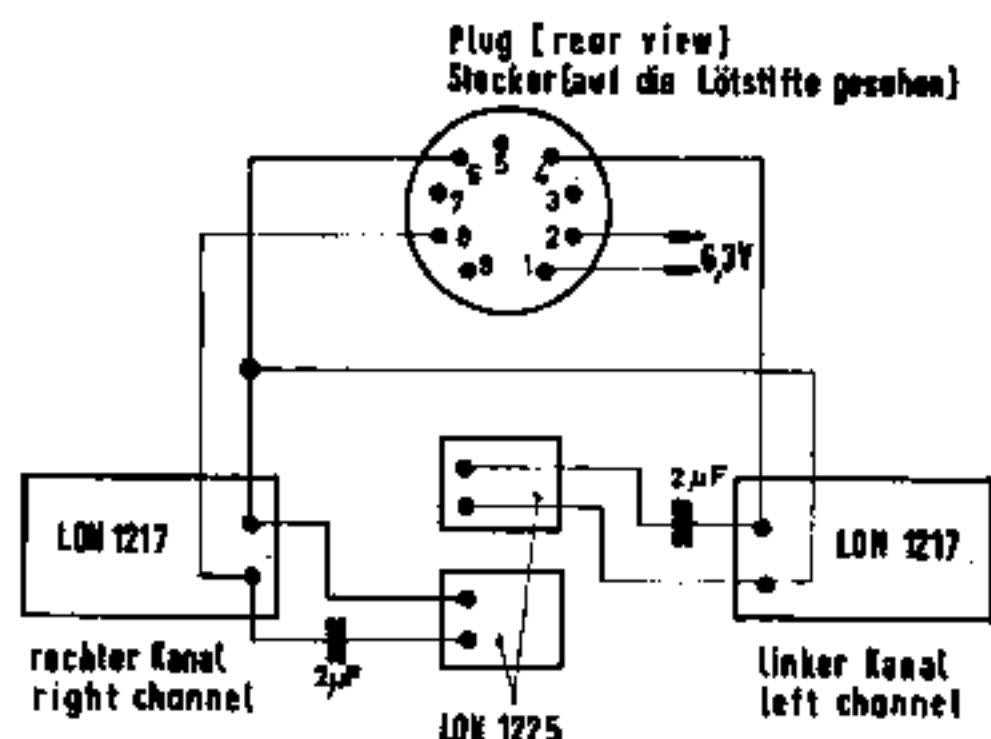 Plug [rear view]
Stecker (auf die Lötstifte gesehen)
6 5 4
7 3
8 2
9 1
6,3V
2µF
LON 1217
LON 1217
2µF
rechter Kanal
right channel
linker Kanal
left channel
LON 1225